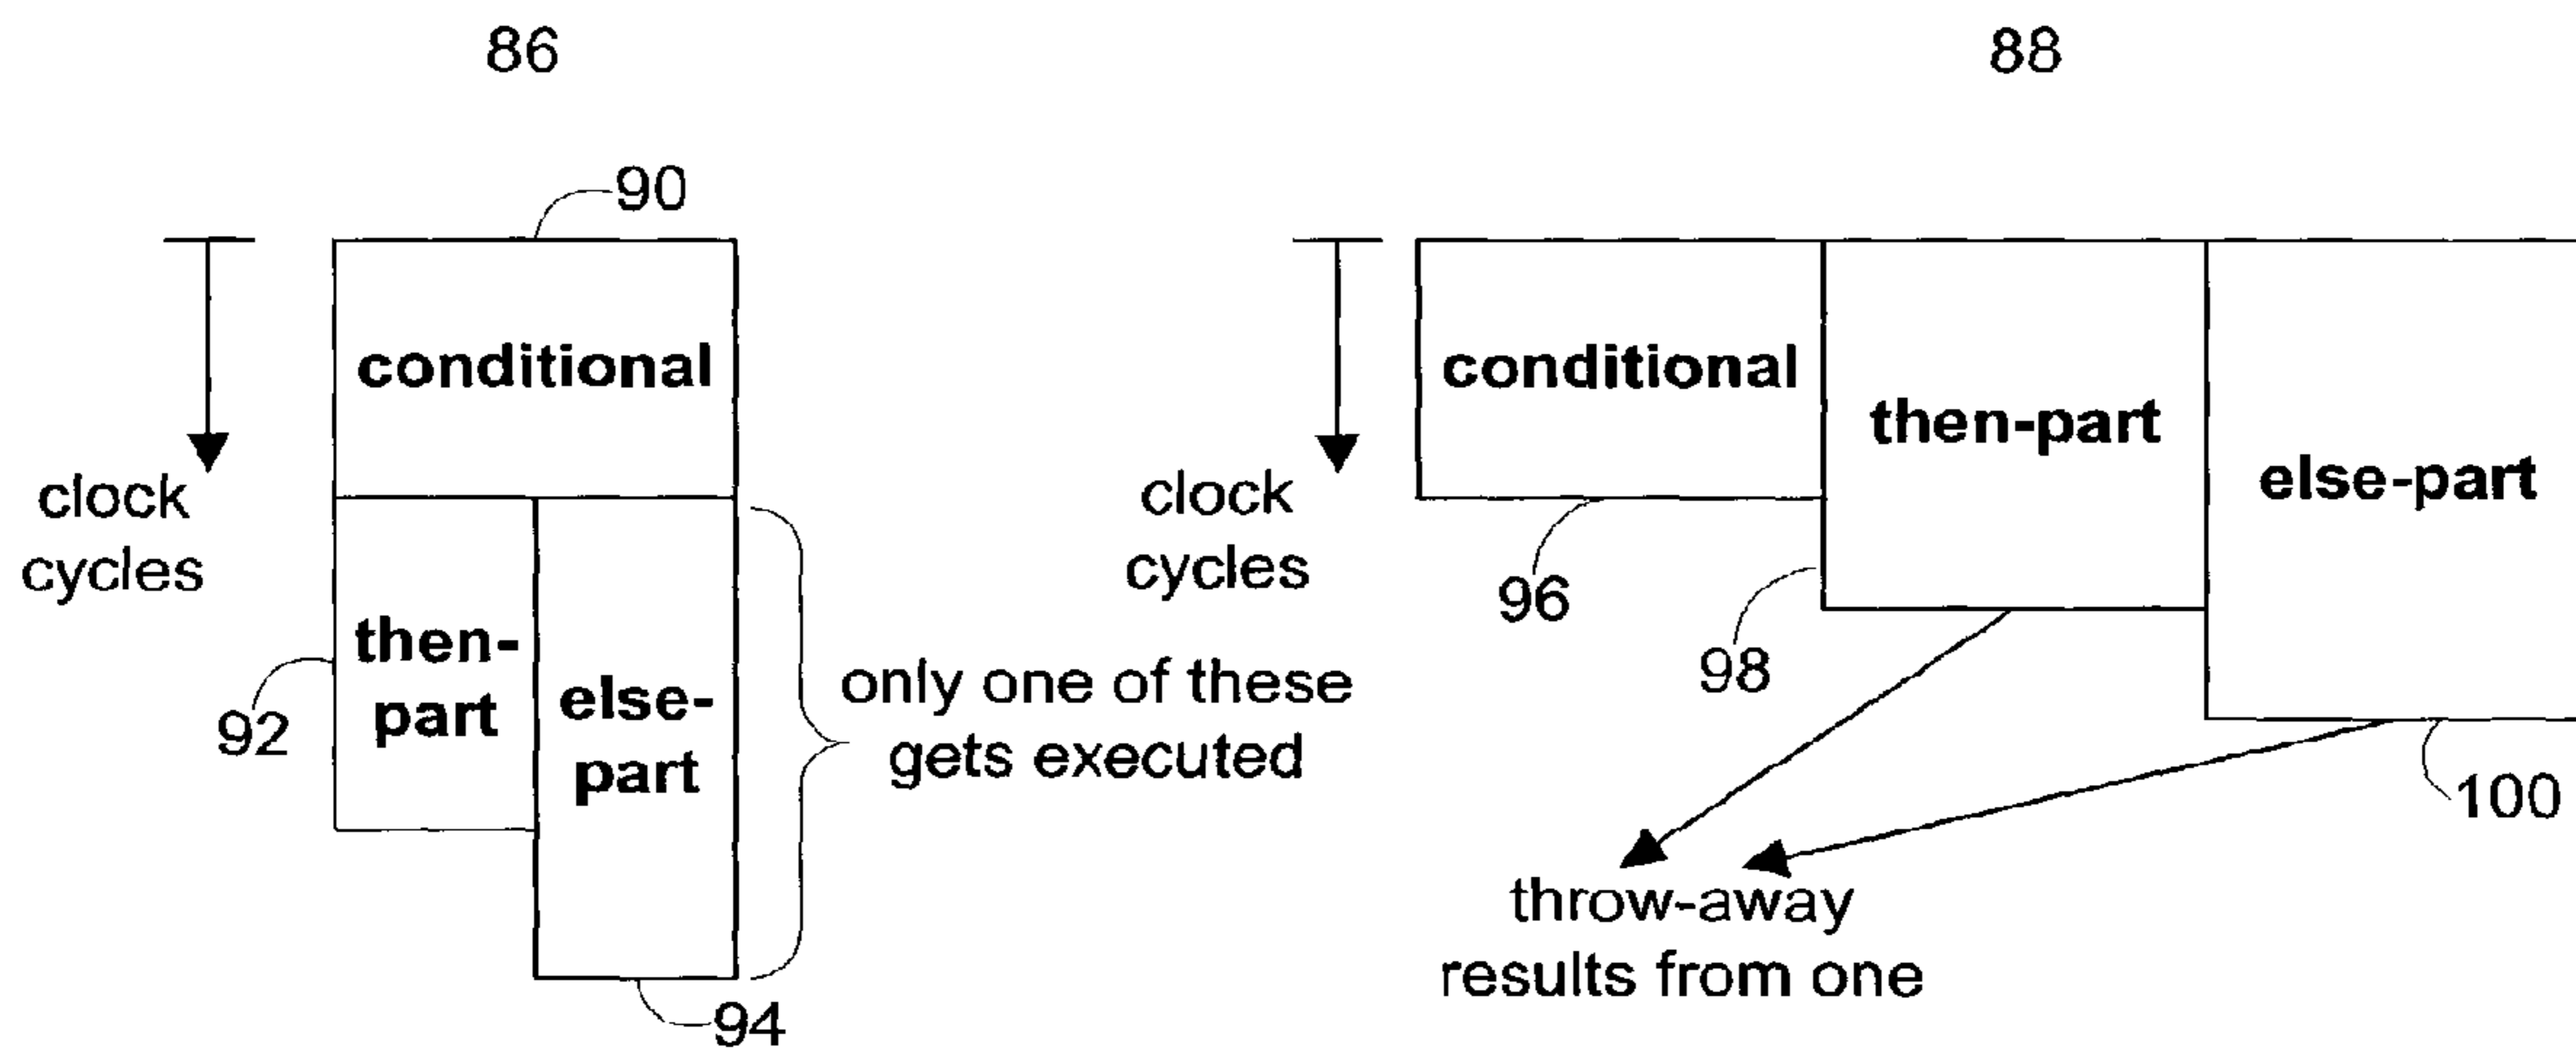 86
90
conditional
clock
cycles
then-
part
else-
part
92
94
only one of these
gets executed
88
conditional
then-part
else-part
clock
cycles
96
98
100
throw-away
results from one